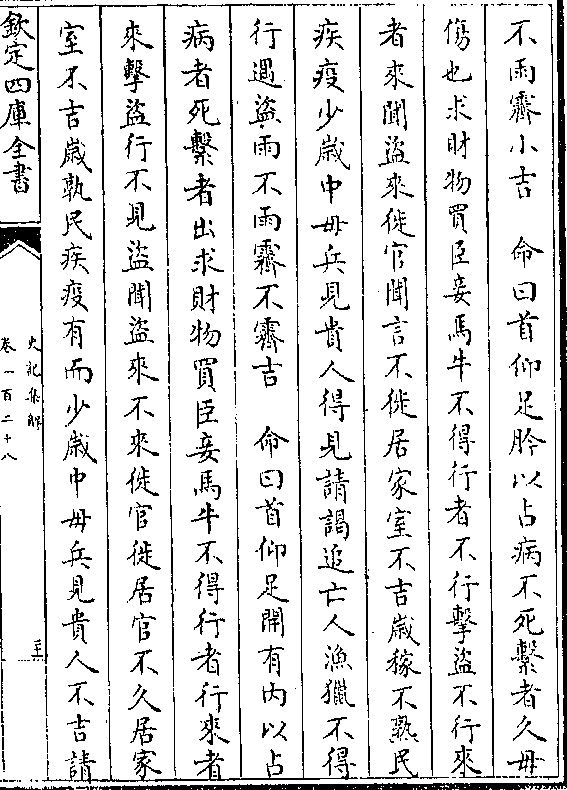 不雨霽小吉　命曰首仰足肣以占病不死繫者久毋
傷也求財物買臣妾馬牛不得行者不行擊盜不行來
者來聞盜來徙官聞言不徙居家室不吉歲稼不孰民
疾疫少歲中毋兵見貴人得見請謁追亡人漁獵不得
行遇盜雨不雨霽不霽吉　命曰首仰足開有內以占
病者死繫者出求財物買臣妾馬牛不得行者行來者
來擊盜行不見盜聞盜來不來徙官徙居官不久居家
室不吉歲孰民疾疫有而少歲中毋兵見貴人不吉請
欽定四庫全書
史記集解
卷一百二十八